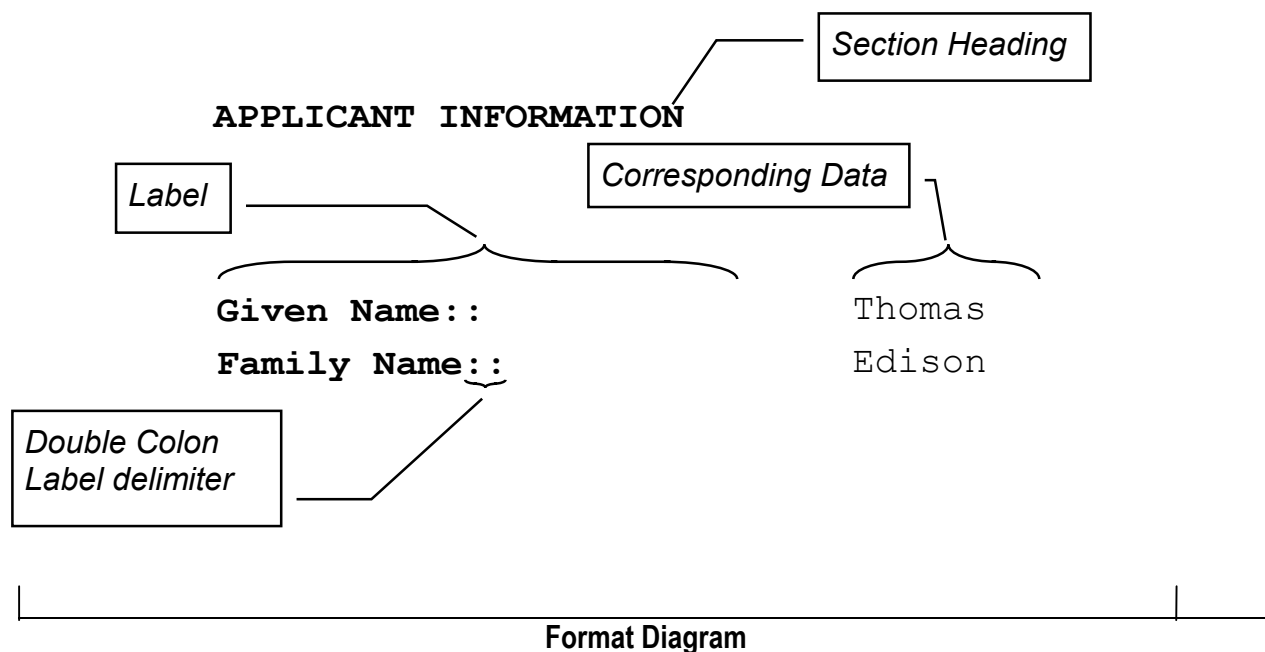 Section Heading
APPLICANT INFORMATION
Corresponding Data
Label
Given Name:: Thomas
Family Name:: Edison
Double Colon
Label delimiter
Format Diagram